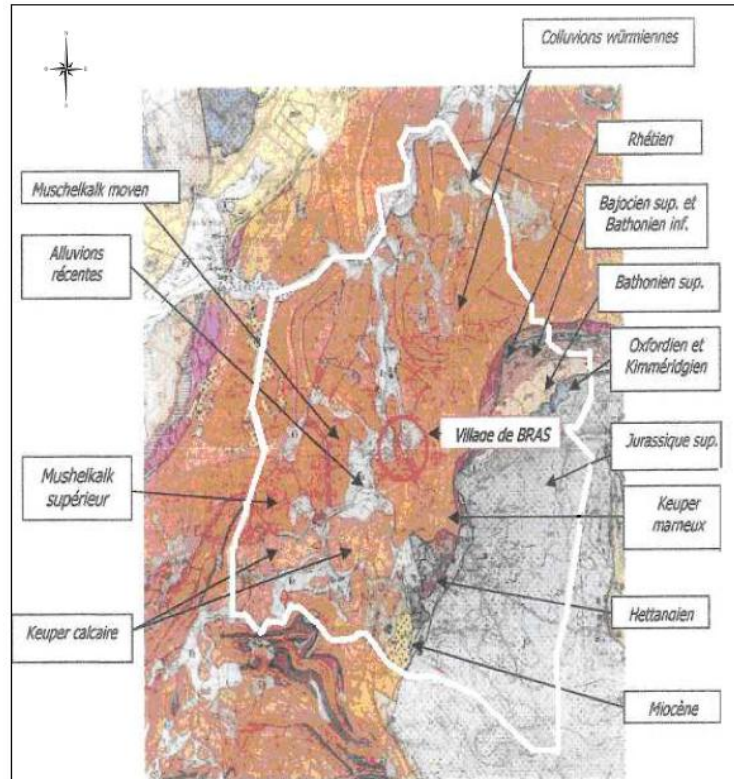 Colluvions würmiennes
Rhétien
Muschelkalk moyen
Bajocien sup. et
Bathonien inf.
Alluvions
récentes
Bathonien sup.
Oxfordien et
Kimméridgien
Village de BRAS
Jurassique sup.
Mushelkalk
supérieur
Keuper
marneux
Keuper calcaire
Hettangien
Miocène